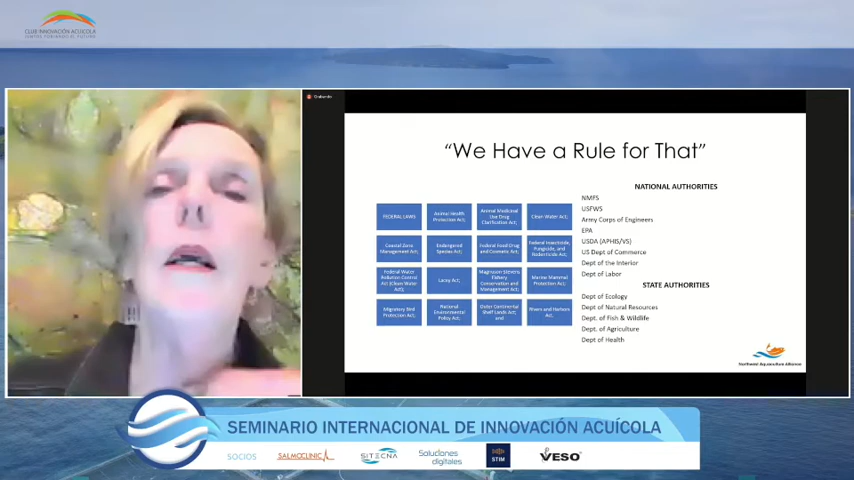 CLUB INNOVACIÓN ACUÍCOLA
Grabando
"We Have a Rule for That"
FEDERAL LAWS
Animal Health
Protection Act;
Animal Medicinal
Use Drug
Clarification Act;
Clean Water Act;
Coastal Zone
Management Act;
Endangered
Species Act;
Federal Food Drug
and Cosmetic Act;
Federal Insecticide,
Fungicide, and
Rodenticide Act;
Federal Water
Pollution Control
Act (Clean Water
Act);
Lacey Act;
Magnuson-Stevens
Fishery
Conservation and
Management Act;
Marine Mammal
Protection Act;
Migratory Bird
Protection Act;
National
Environmental
Policy Act;
Outer Continental
Shelf Lands Act;
and
Rivers and Harbors
Act.
NATIONAL AUTHORITIES
NMFS
USFWS
Army Corps of Engineers
EPA
USDA (APHIS/VS)
US Dept of Commerce
Dept of the Interior
Dept of Labor
STATE AUTHORITIES
Dept of Ecology
Dept of Natural Resources
Dept. of Fish & Wildlife
Dept. of Agriculture
Dept of Health
Northwest Aquaculture Alliance
SEMINARIO INTERNACIONAL DE INNOVACIÓN ACUÍCOLA
SOCIOS
SALMOCLINIC
SITECNA
Soluciones
digitales
STIM
VESO